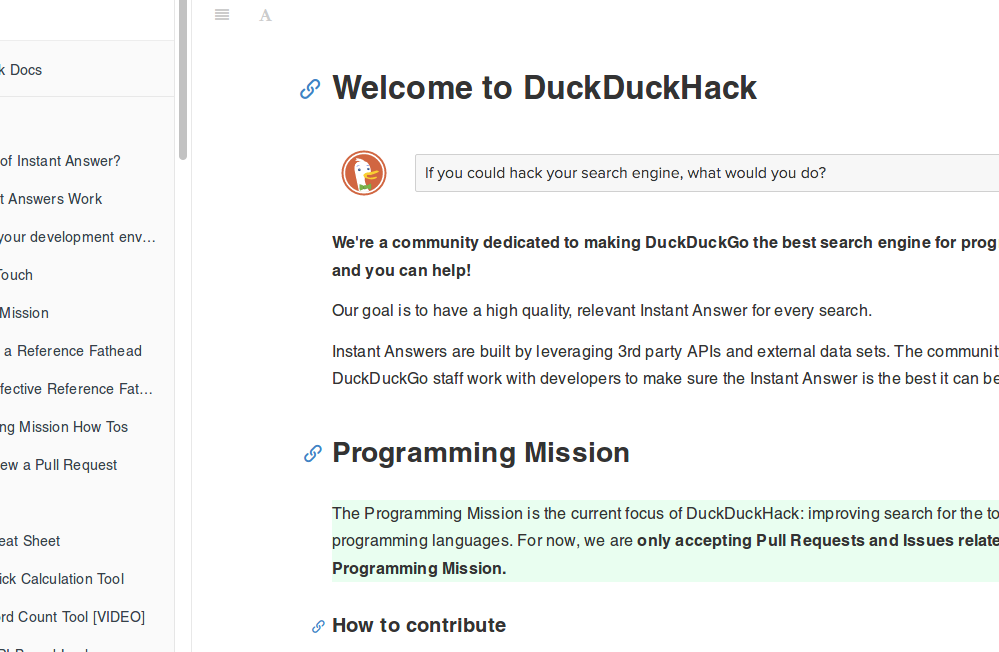 A
k Docs
of Instant Answer?
t Answers Work
your development env…
Touch
Mission
a Reference Fathead
fective Reference Fat…
ng Mission How Tos
ew a Pull Request
eat Sheet
ick Calculation Tool
rd Count Tool [VIDEO]
Welcome to DuckDuckHack
If you could hack your search engine, what would you do?
We're a community dedicated to making DuckDuckGo the best search engine for prog
and you can help!
Our goal is to have a high quality, relevant Instant Answer for every search.
Instant Answers are built by leveraging 3rd party APIs and external data sets. The communit
DuckDuckGo staff work with developers to make sure the Instant Answer is the best it can be
Programming Mission
The Programming Mission is the current focus of DuckDuckHack: improving search for the to
programming languages. For now, we are only accepting Pull Requests and Issues relate
Programming Mission.
How to contribute